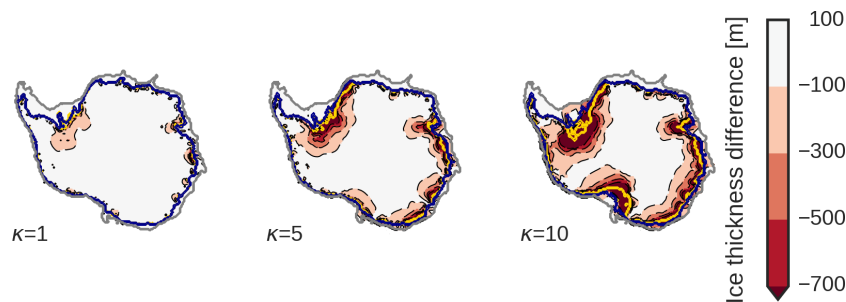 κ=1
κ=5
κ=10
Ice thickness difference [m]
100
−100
−300
−500
−700